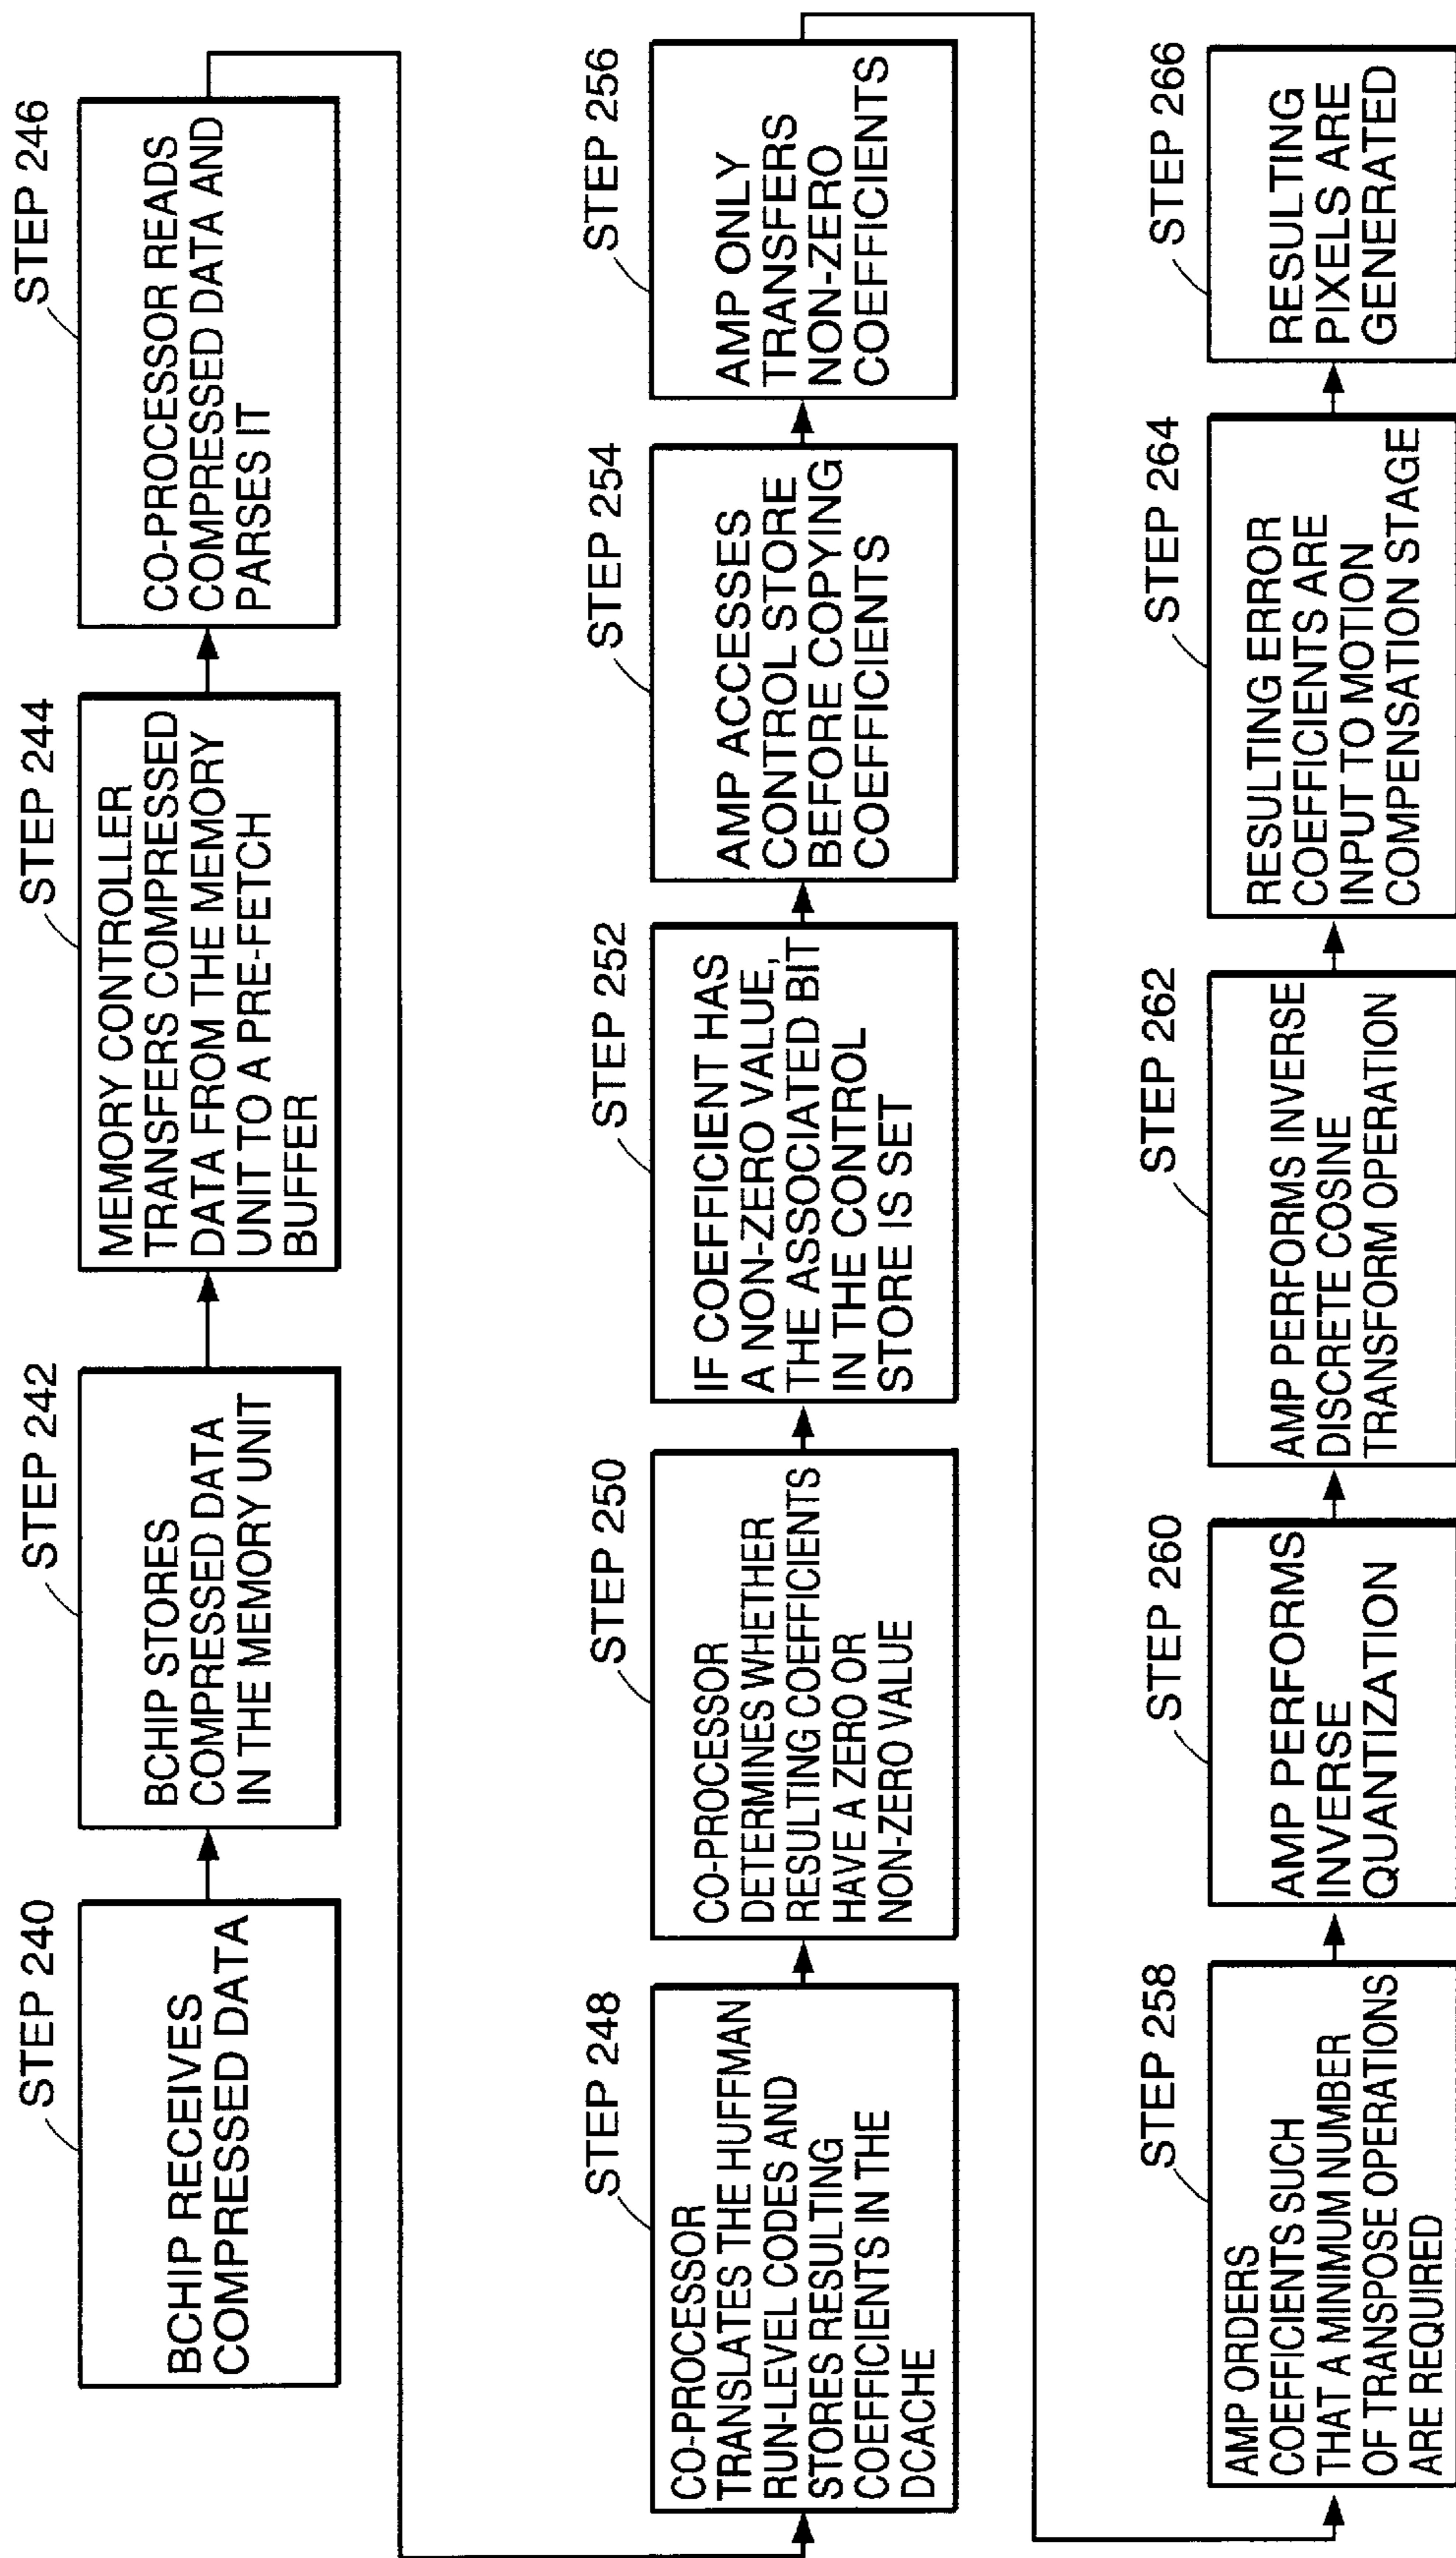 STEP 240
BCHIP RECEIVES
COMPRESSED DATA
STEP 242
BCHIP STORES
COMPRESSED DATA
IN THE MEMORY UNIT
STEP 244
MEMORY CONTROLLER
TRANSFERS COMPRESSED
DATA FROM THE MEMORY
UNIT TO A PRE-FETCH
BUFFER
STEP 246
CO-PROCESSOR READS
COMPRESSED DATA AND
PARSES IT
STEP 248
CO-PROCESSOR
TRANSLATES THE HUFFMAN
RUN-LEVEL CODES AND
STORES RESULTING
COEFFICIENTS IN THE
DCACHE
STEP 250
CO-PROCESSOR
DETERMINES WHETHER
RESULTING COEFFICIENTS
HAVE A ZERO OR
NON-ZERO VALUE
STEP 252
IF COEFFICIENT HAS
A NON-ZERO VALUE,
THE ASSOCIATED BIT
IN THE CONTROL
STORE IS SET
STEP 254
AMP ACCESSES
CONTROL STORE
BEFORE COPYING
COEFFICIENTS
STEP 256
AMP ONLY
TRANSFERS
NON-ZERO
COEFFICIENTS
STEP 258
AMP ORDERS
COEFFICIENTS SUCH
THAT A MINIMUM NUMBER
OF TRANSPOSE OPERATIONS
ARE REQUIRED
STEP 260
AMP PERFORMS
INVERSE
QUANTIZATION
STEP 262
AMP PERFORMS INVERSE
DISCRETE COSINE
TRANSFORM OPERATION
STEP 264
RESULTING ERROR
COEFFICIENTS ARE
INPUT TO MOTION
COMPENSATION STAGE
STEP 266
RESULTING
PIXELS ARE
GENERATED